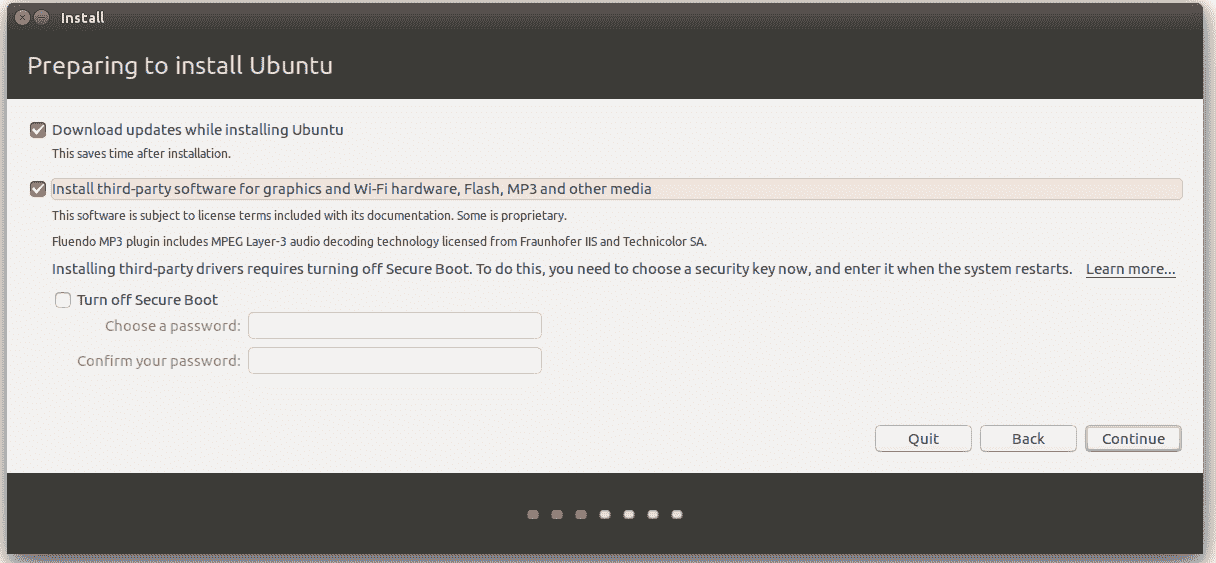 Install
Preparing to install Ubuntu
Download updates while installing Ubuntu
This saves time after installation.
Install third-party software for graphics and Wi-Fi hardware, Flash, MP3 and other media
This software is subject to license terms included with its documentation. Some is proprietary.
Fluendo MP3 plugin includes MPEG Layer-3 audio decoding technology licensed from Fraunhofer IIS and Technicolor SA.
Installing third-party drivers requires turning off Secure Boot. To do this, you need to choose a security key now, and enter it when the system restarts. Learn more...
Turn off Secure Boot
Choose a password:
Confirm your password:
Quit Back Continue